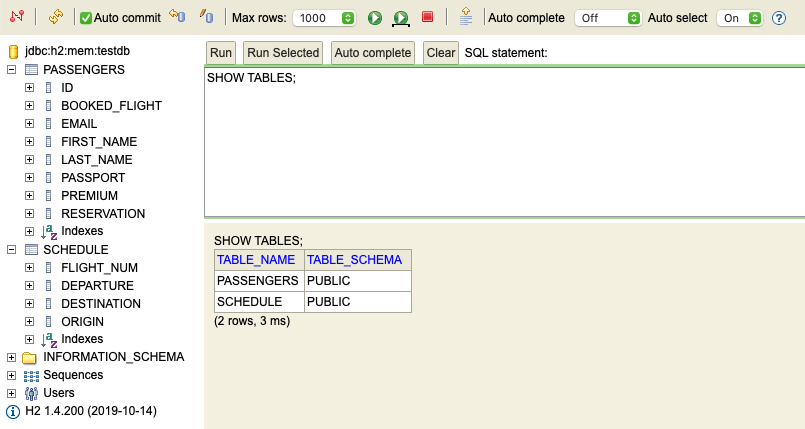 Auto commit Max rows: 1000 Auto complete Off Auto select On ?
jdbc:h2:mem:testdb
PASSENGERS
ID
BOOKED_FLIGHT
EMAIL
FIRST_NAME
LAST_NAME
PASSPORT
PREMIUM
RESERVATION
Indexes
SCHEDULE
FLIGHT_NUM
DEPARTURE
DESTINATION
ORIGIN
Indexes
INFORMATION_SCHEMA
Sequences
Users
H2 1.4.200 (2019-10-14)
Run Run Selected Auto complete Clear SQL statement:
SHOW TABLES;
SHOW TABLES;
TABLE_NAME TABLE_SCHEMA
PASSENGERS PUBLIC
SCHEDULE PUBLIC
(2 rows, 3 ms)